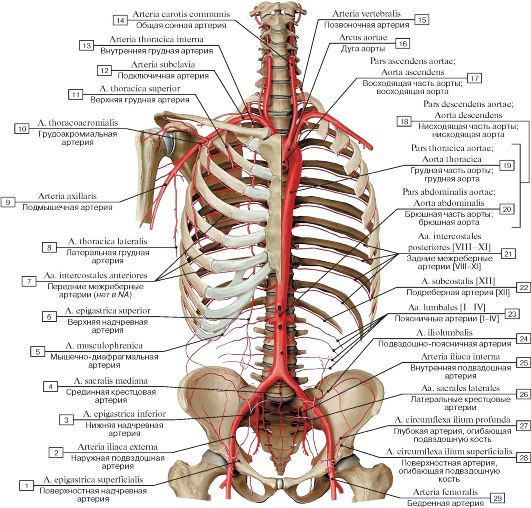 14
Arteria carotis communis
Общая сонная артерия
13
Arteria thoracica interna
Внутренняя грудная артерия
12
Arteria subclavia
Подключичная артерия
11
A. thoracica superior
Верхняя грудная артерия
10
A. thoracoacromialis
Грудоакромиальная
артерия
9
Arteria axillaris
Подмышечная артерия
8
A. thoracica lateralis
Латеральная грудная
артерия
7
Aa. intercostales anteriores
Передние межреберные
артерии (нет в NA)
6
A. epigastrica superior
Верхняя надчревная
артерия
5
A. musculophrenica
Мышечно-диафрагмальная
артерия
4
A. sacralis mediana
Срединная крестцовая
артерия
3
A. epigastrica inferior
Нижняя надчревная
артерия
2
Arteria iliaca externa
Наружная подвздошная
артерия
1
A. epigastrica superficialis
Поверхностная надчревная
артерия
Arteria vertebralis
15
Позвоночная артерия
Arcus aortae
16
Дуга аорты
Pars ascendens aortae;
Aorta ascendens
17
Восходящая часть аорты;
восходящая аорта
Pars descendens aortae;
Aorta descendens
18
Нисходящая часть аорты;
нисходящая аорта
Pars thoracica aortae;
Aorta thoracica
19
Грудная часть аорты;
грудная аорта
Pars abdominalis aortae;
Aorta abdominalis
20
Брюшная часть аорты;
брюшная аорта
Aa. intercostales
posteriores [VIII–XI]
21
Задние межреберные
артерии [VIII–XI]
A. subcostalis [XII]
22
Подреберная артерия [XII]
Aa. lumbales [I–IV]
23
Поясничные артерии [I–IV]
A. iliolumbalis
24
Подвздошно-поясничная артерия
Arteria iliaca interna
25
Внутренняя подвздошная
артерия
Aa. sacrales laterales
26
Латеральные крестцовые
артерии
A. circumflexa ilium profunda
27
Глубокая артерия, огибающая
подвздошную кость
A. circumflexa ilium superficialis
28
Поверхностная артерия,
огибающая подвздошную
кость
Arteria femoralis
29
Бедренная артерия